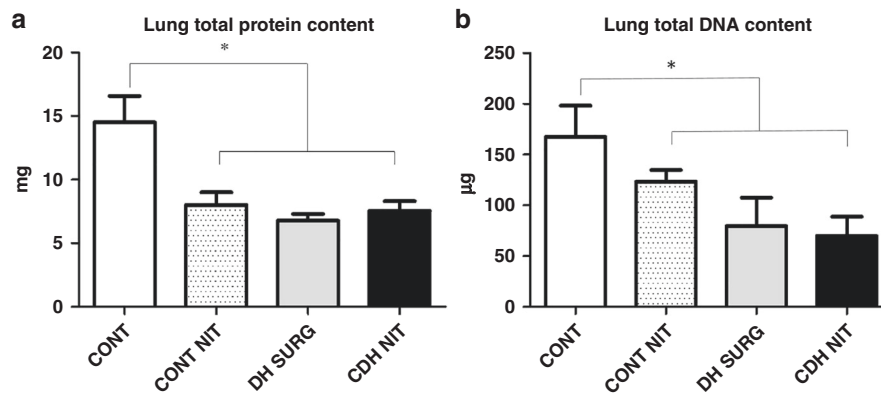 a
Lung total protein content
*
20
15
10
5
0
mg
CONT
CONT NIT
DH SURG
CDH NIT
b
Lung total DNA content
*
250
200
150
100
50
0
µg
CONT
CONT NIT
DH SURG
CDH NIT